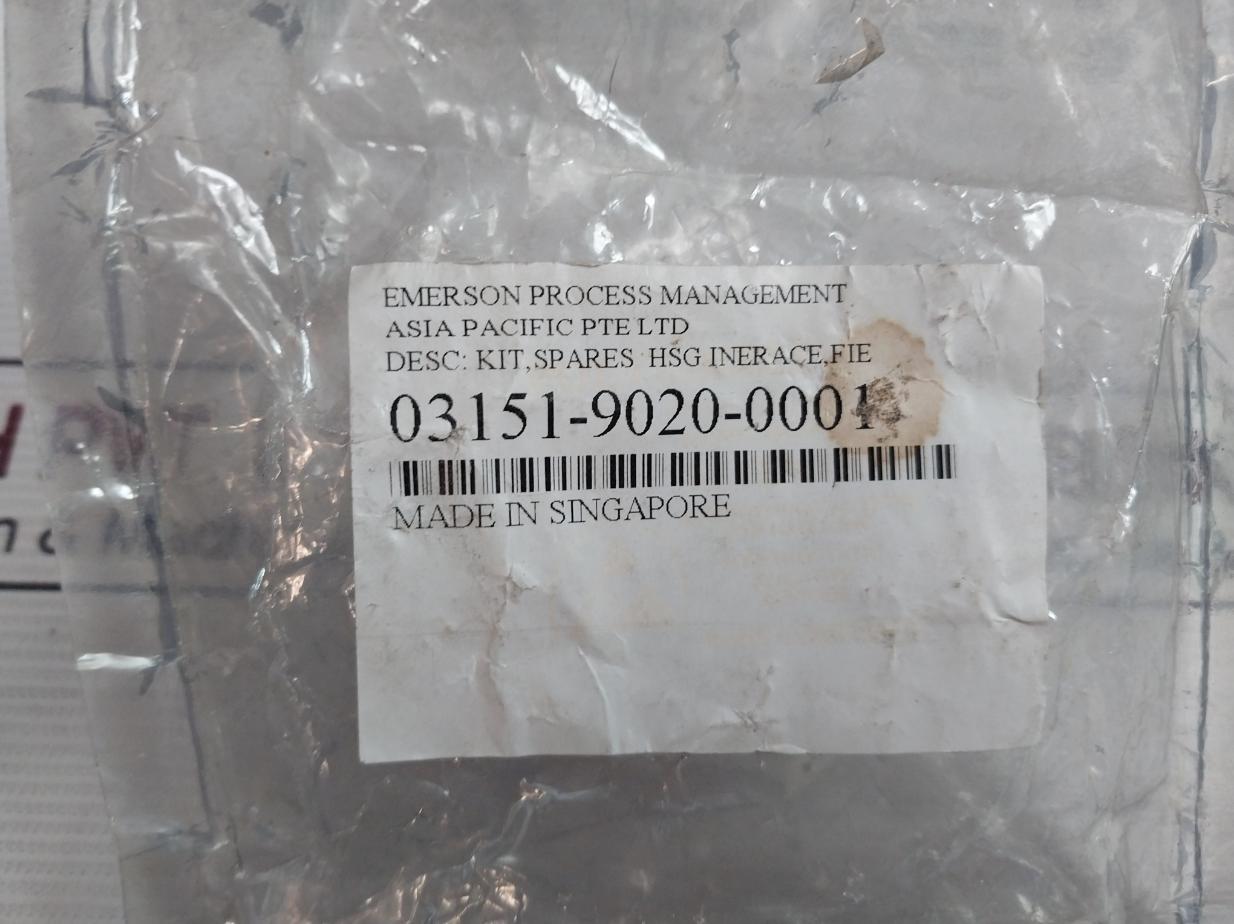 EMERSON PROCESS MANAGEMENT
ASIA PACIFIC PTE LTD
DESC: KIT,SPARES HSG INERACE,FIE
03151-9020-0001
MADE IN SINGAPORE